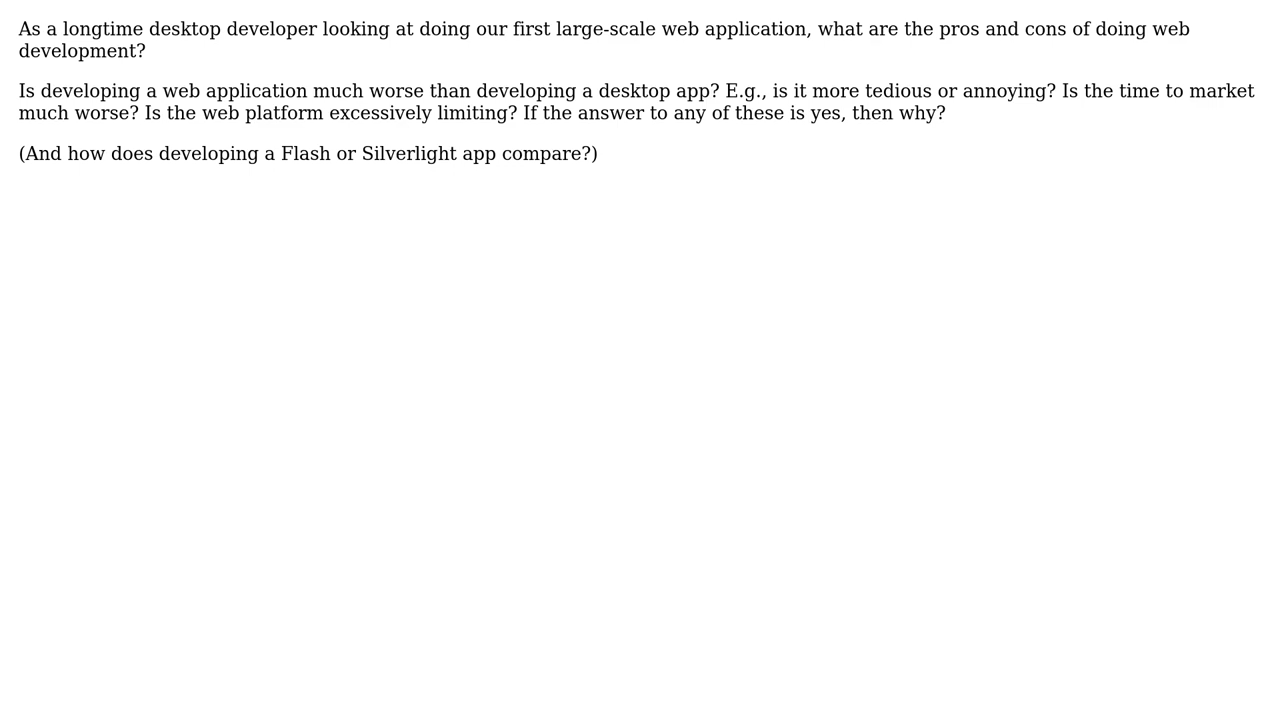 As a longtime desktop developer looking at doing our first large-scale web application, what are the pros and cons of doing web
development?
Is developing a web application much worse than developing a desktop app? E.g., is it more tedious or annoying? Is the time to market
much worse? Is the web platform excessively limiting? If the answer to any of these is yes, then why?
(And how does developing a Flash or Silverlight app compare?)